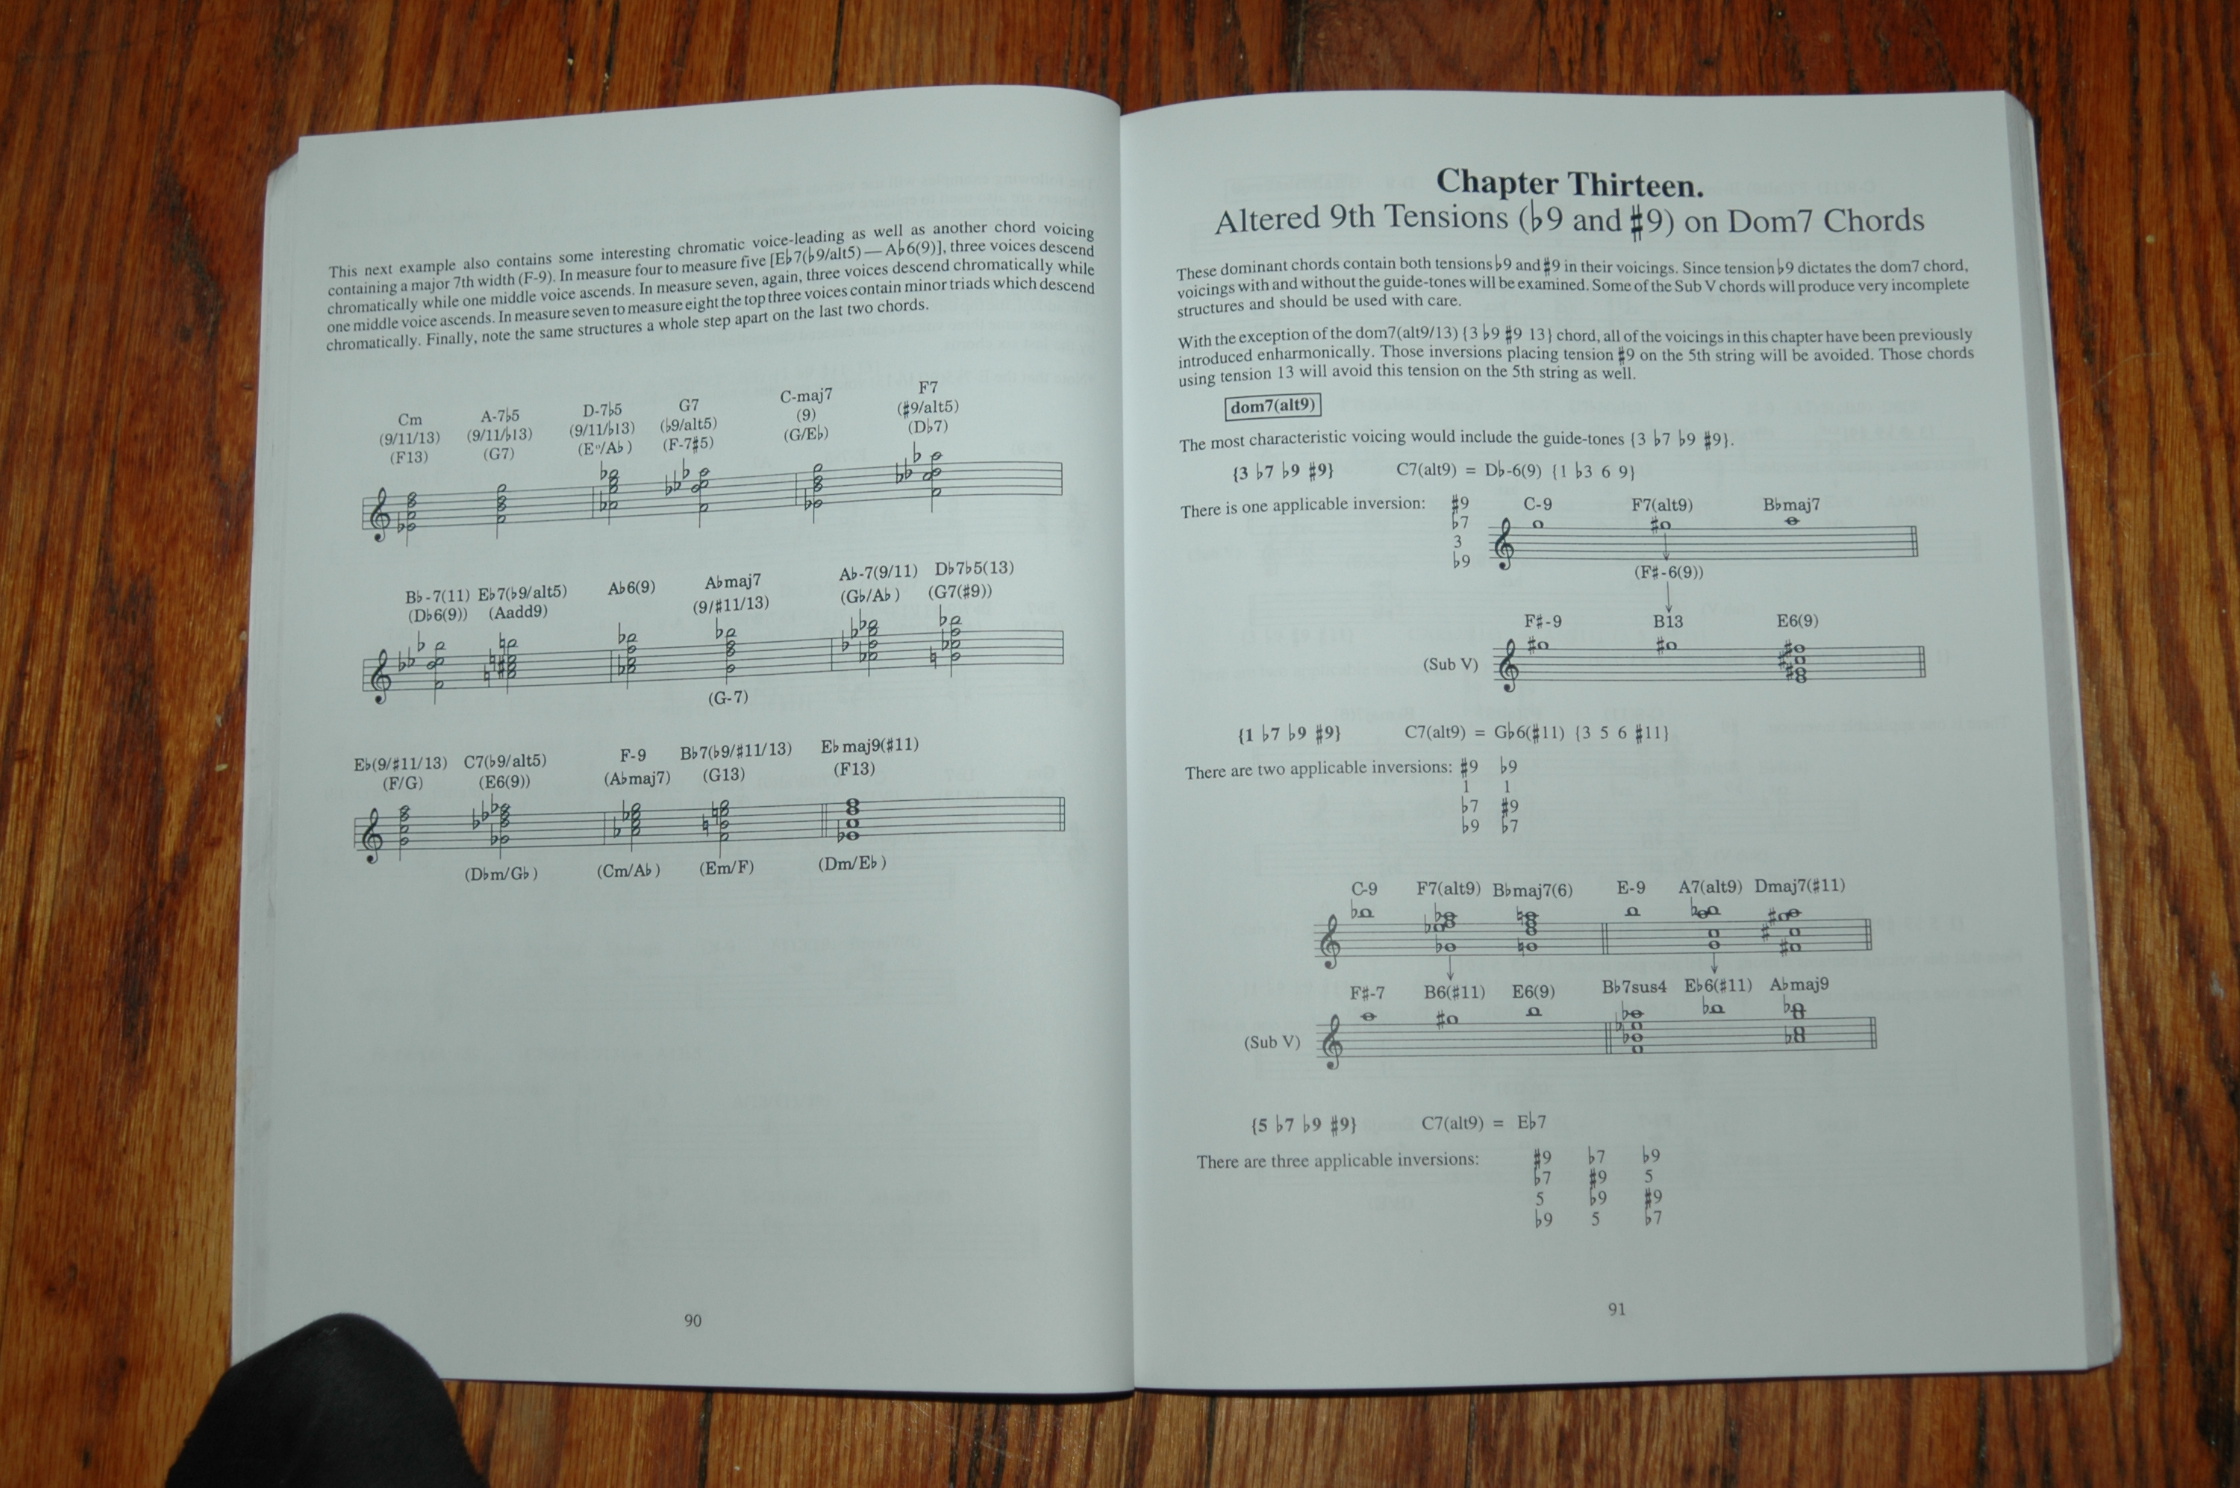 This next example also contains some interesting chromatic voice-leading as well as another chord voicing
containing a major 7th width (F-9). In measure four to measure five [E♭7(♭9/alt5) — A♭6(9)], three voices descend
chromatically while one middle voice ascends. In measure seven, again, three voices descend chromatically while
one middle voice ascends. In measure seven to measure eight the top three voices contain minor triads which descend
chromatically. Finally, note the same structures a whole step apart on the last two chords.
Cm A-7♭5 D-7♭5 G7 C-maj7 F7
(9/11/13) (9/11/♭13) (9/11/♭13) (♭9/alt5) (9) (♯9/alt5)
(F13) (G7) (E°/A♭) (F-7♯5) (G/E♭) (D♭7)
B♭-7(11) E♭7(♭9/alt5) A♭6(9) A♭maj7 A♭-7(9/11) D♭7♭5(13)
(D♭6(9)) (Aadd9) (9/♯11/13) (G♭/A♭) (G7(♯9))
(G-7)
E♭(9/♯11/13) C7(♭9/alt5) F-9 B♭7(♭9/♯11/13) E♭maj9(♯11)
(F/G) (E6(9)) (A♭maj7) (G13) (F13)
(D♭m/G♭) (Cm/A♭) (Em/F) (Dm/E♭)
90
Chapter Thirteen.
Altered 9th Tensions (♭9 and ♯9) on Dom7 Chords
These dominant chords contain both tensions ♭9 and ♯9 in their voicings. Since tension ♭9 dictates the dom7 chord,
voicings with and without the guide-tones will be examined. Some of the Sub V chords will produce very incomplete
structures and should be used with care.
With the exception of the dom7(alt9/13) {3 ♭9 ♯9 13} chord, all of the voicings in this chapter have been previously
introduced enharmonically. Those inversions placing tension ♯9 on the 5th string will be avoided. Those chords
using tension 13 will avoid this tension on the 5th string as well.
dom7(alt9)
The most characteristic voicing would include the guide-tones {3 ♭7 ♭9 ♯9}.
{3 ♭7 ♭9 ♯9} C7(alt9) = D♭-6(9) {1 ♭3 6 9}
There is one applicable inversion: ♯9 C-9 F7(alt9) B♭maj7
♭7
3
♭9 (F♯-6(9))
F♯-9 B13 E6(9)
(Sub V)
{1 ♭7 ♭9 ♯9} C7(alt9) = G♭6(♯11) {3 5 6 ♯11}
There are two applicable inversions: ♯9 ♭9
1 1
♭7 ♯9
♭9 ♭7
C-9 F7(alt9) B♭maj7(6) E-9 A7(alt9) Dmaj7(♯11)
F♯-7 B6(♯11) E6(9) B♭7sus4 E♭6(♯11) A♭maj9
(Sub V)
{5 ♭7 ♭9 ♯9} C7(alt9) = E♭7
There are three applicable inversions: ♯9 ♭7 ♭9
♭7 ♯9 5
5 ♭9 ♯9
♭9 5 ♭7
91